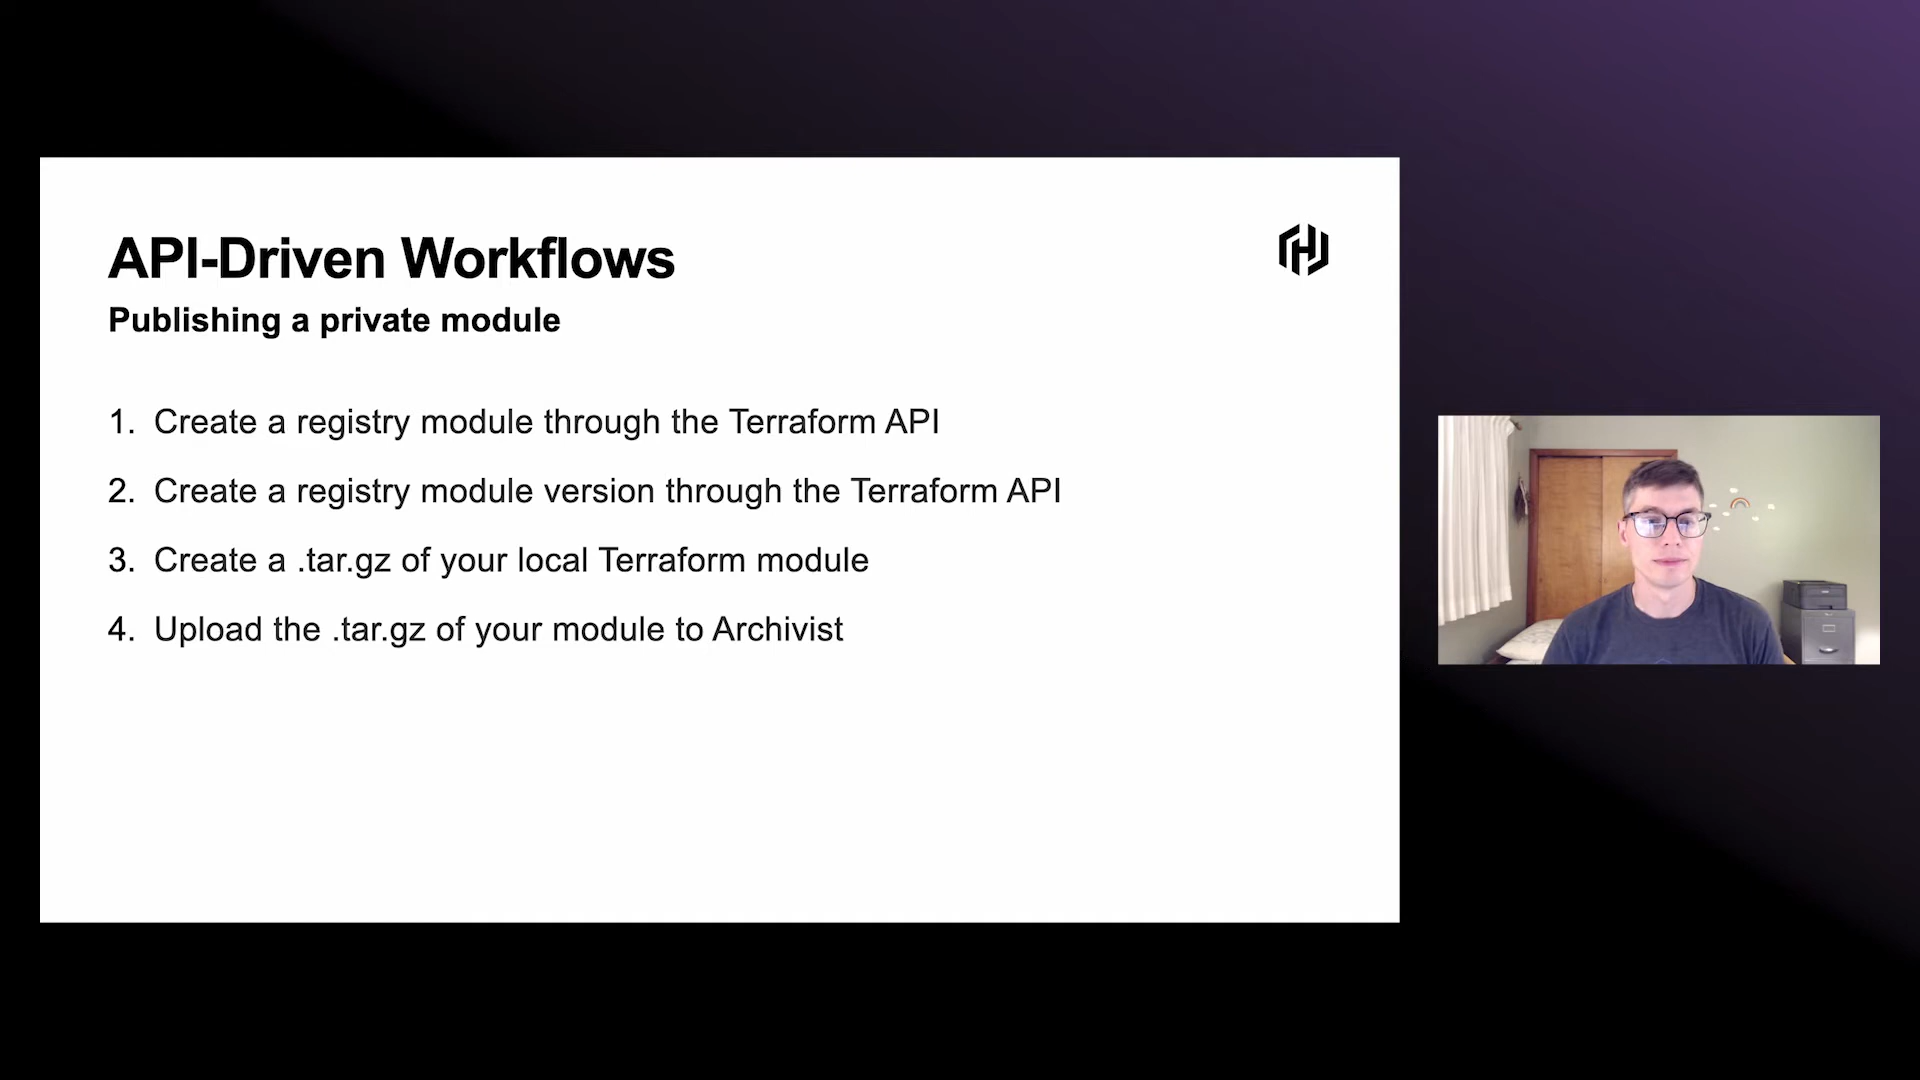 API-Driven Workflows
Publishing a private module
1. Create a registry module through the Terraform API
2. Create a registry module version through the Terraform API
3. Create a .tar.gz of your local Terraform module
4. Upload the .tar.gz of your module to Archivist